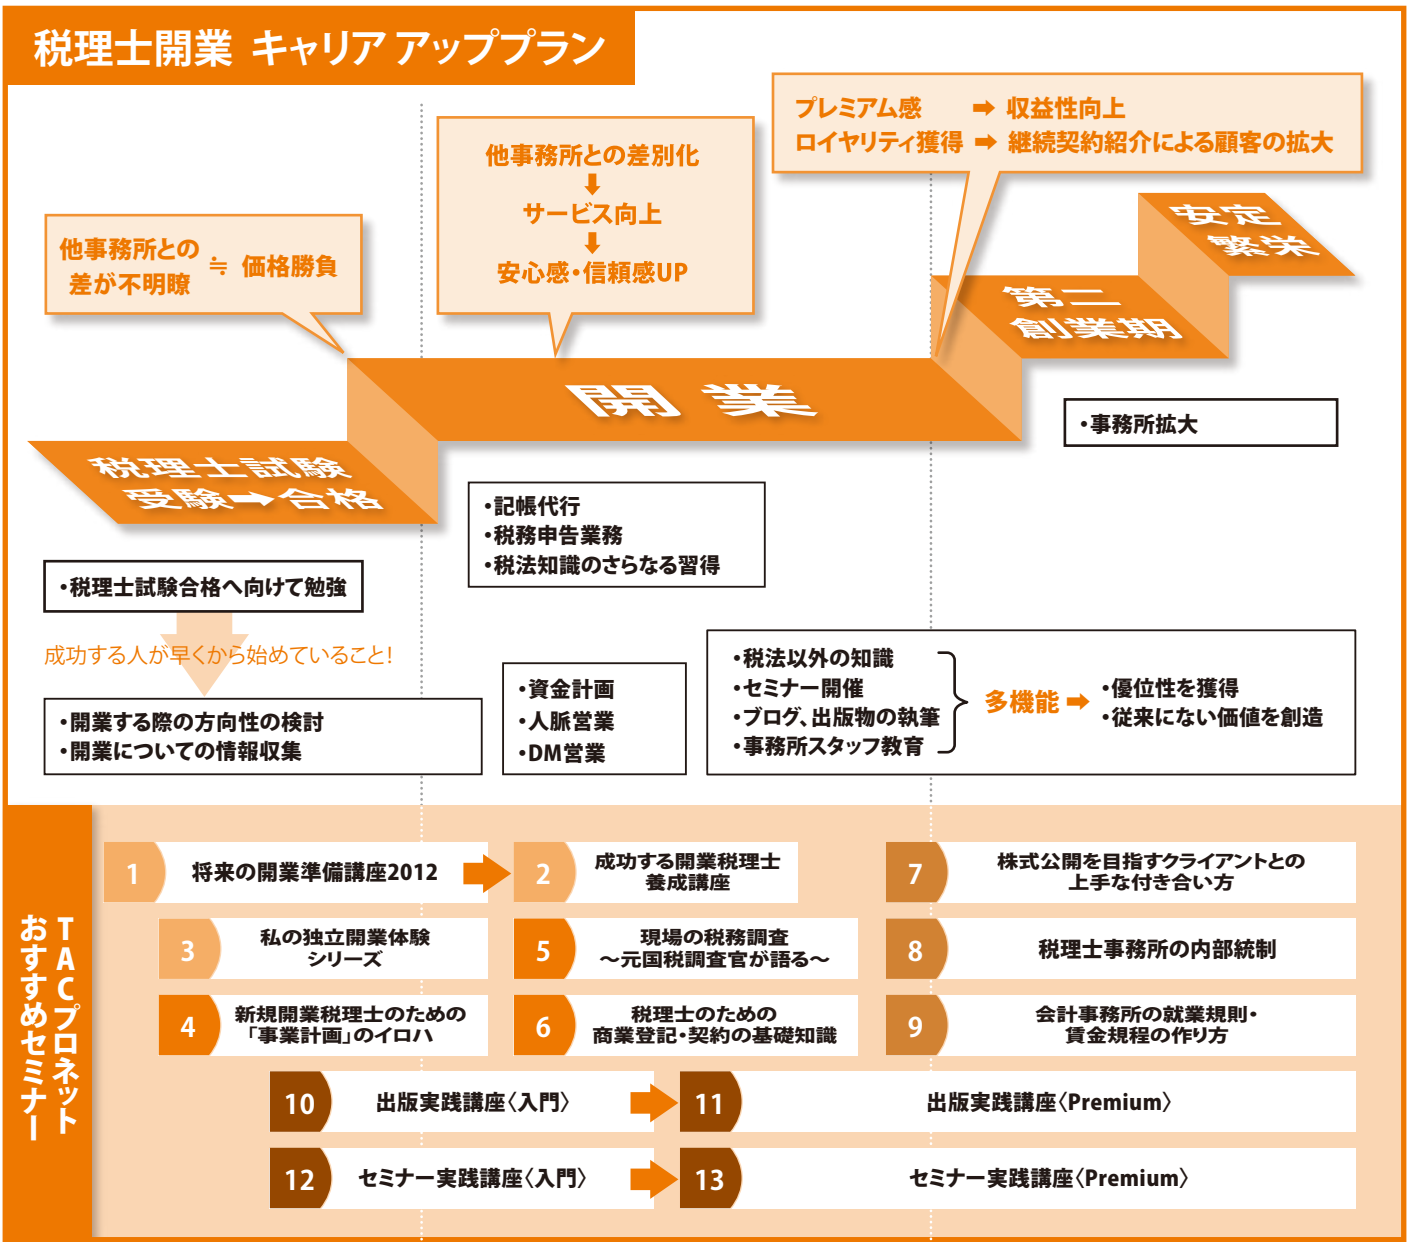 税理士開業 キャリア アッププラン
他事務所との
差が不明瞭
≒ 価格勝負
他事務所との差別化
⬇
サービス向上
⬇
安心感・信頼感UP
プレミアム感 ➡ 収益性向上
ロイヤリティ獲得 ➡ 継続契約紹介による顧客の拡大
税理士試験
受験➡合格
開業
第二
創業期
安定
繁栄
・税理士試験合格へ向けて勉強
成功する人が早くから始めていること!
・開業する際の方向性の検討
・開業についての情報収集
・記帳代行
・税務申告業務
・税法知識のさらなる習得
・資金計画
・人脈営業
・DM営業
・事務所拡大
・税法以外の知識
・セミナー開催
・ブログ、出版物の執筆
・事務所スタッフ教育
多機能 ➡
・優位性を獲得
・従来にない価値を創造
TACプロネット
おすすめセミナー
1 将来の開業準備講座2012
2 成功する開業税理士
養成講座
3 私の独立開業体験
シリーズ
4 新規開業税理士のための
「事業計画」のイロハ
5 現場の税務調査
〜元国税調査官が語る〜
6 税理士のための
商業登記・契約の基礎知識
7 株式公開を目指すクライアントとの
上手な付き合い方
8 税理士事務所の内部統制
9 会計事務所の就業規則・
賃金規程の作り方
10 出版実践講座〈入門〉
11 出版実践講座〈Premium〉
12 セミナー実践講座〈入門〉
13 セミナー実践講座〈Premium〉